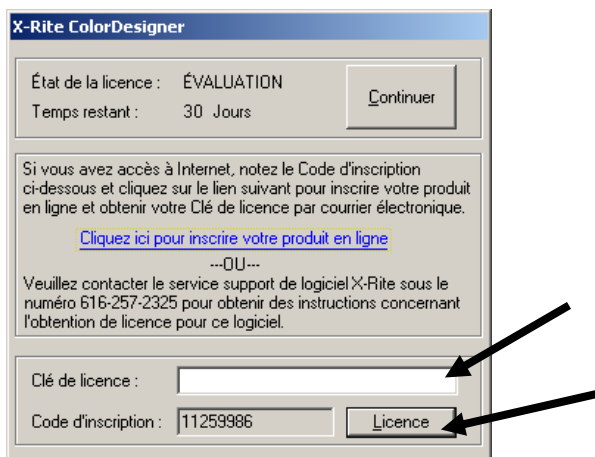 X-Rite ColorDesigner
État de la licence : ÉVALUATION
Continuer
Temps restant : 30 Jours
Si vous avez accès à Internet, notez le Code d'inscription
ci-dessous et cliquez sur le lien suivant pour inscrire votre produit
en ligne et obtenir votre Clé de licence par courrier électronique.
Cliquez ici pour inscrire votre produit en ligne
---OU---
Veuillez contacter le service support de logiciel X-Rite sous le
numéro 616-257-2325 pour obtenir des instructions concernant
l'obtention de licence pour ce logiciel.
Clé de licence :
Code d'inscription : 11259986 Licence